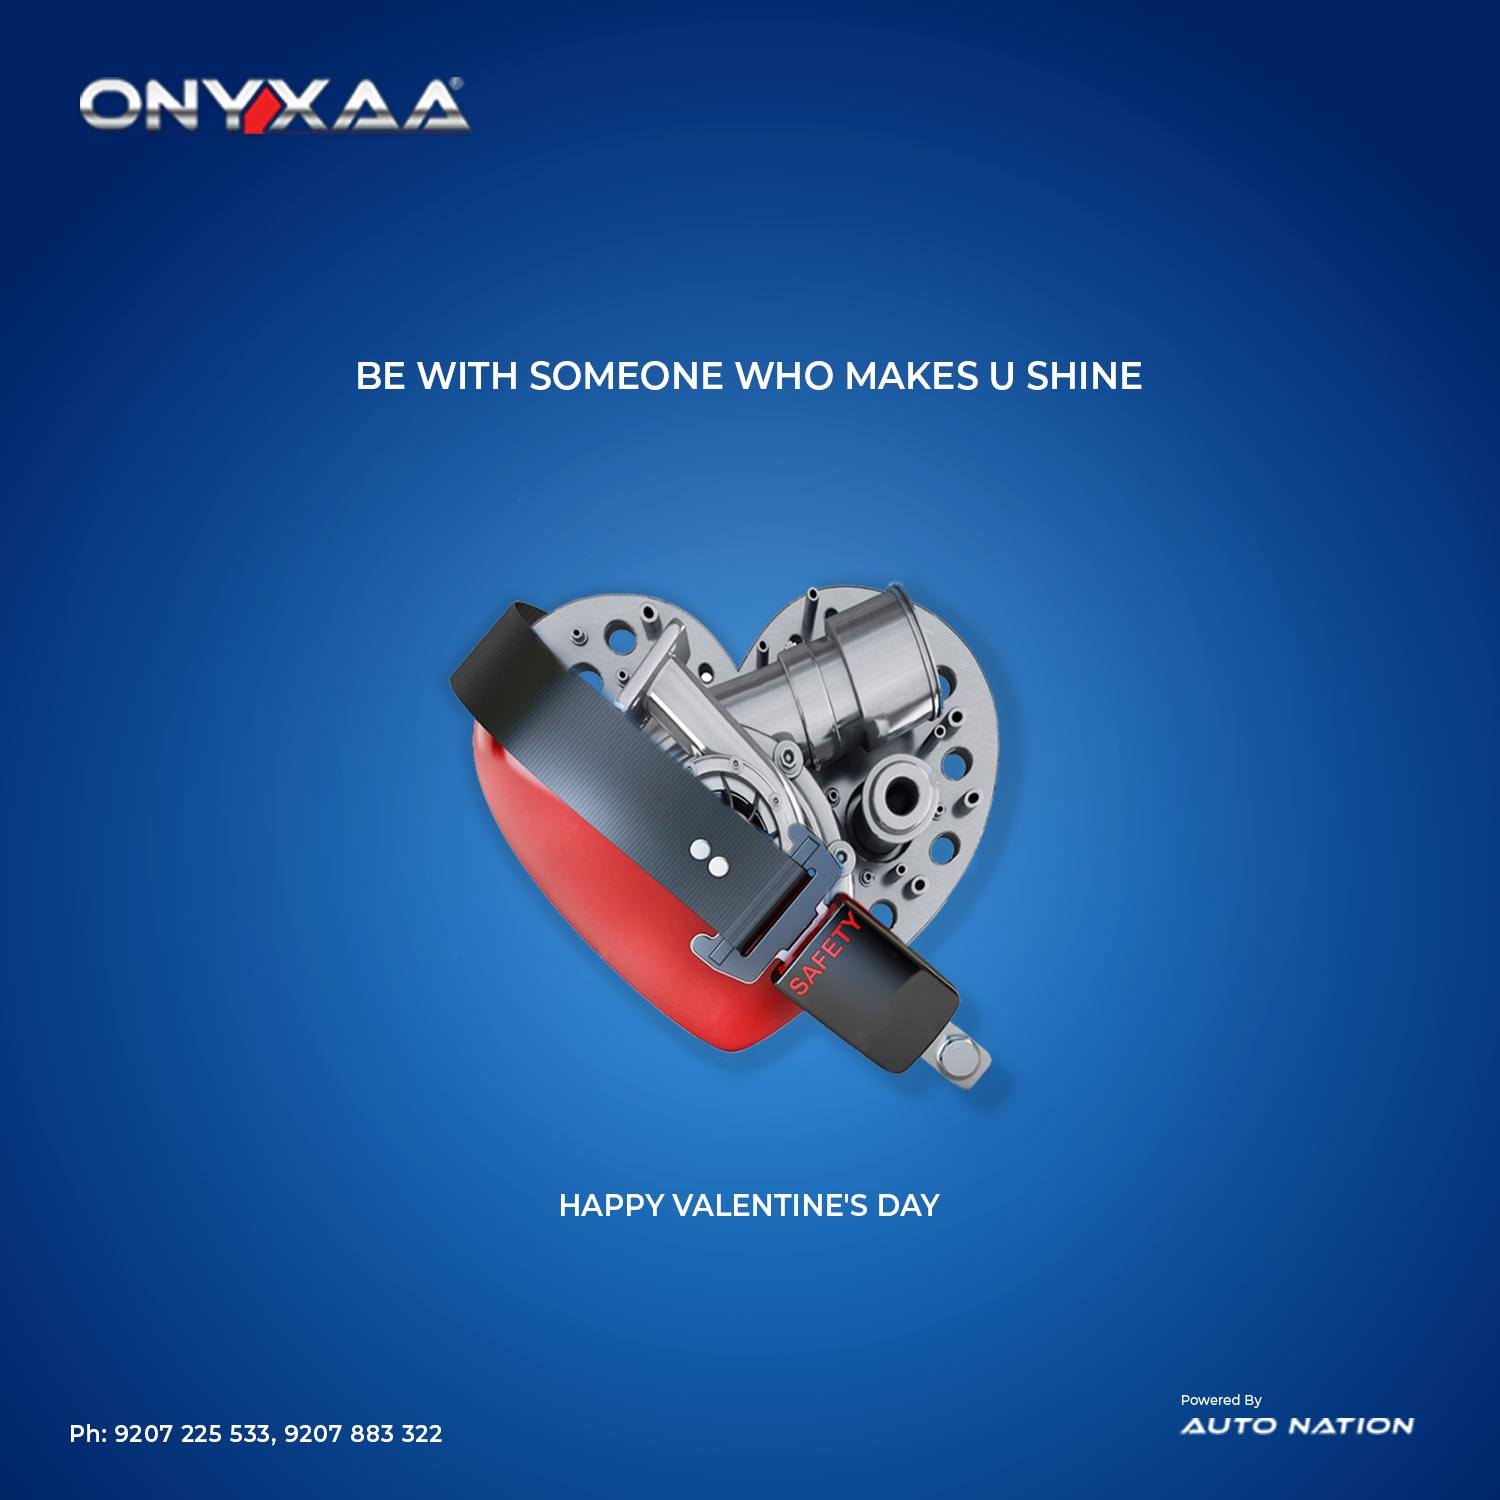 ONYXAA®
BE WITH SOMEONE WHO MAKES U SHINE
SAFETY
HAPPY VALENTINE'S DAY
Powered By
AUTO NATION
Ph: 9207 225 533, 9207 883 322